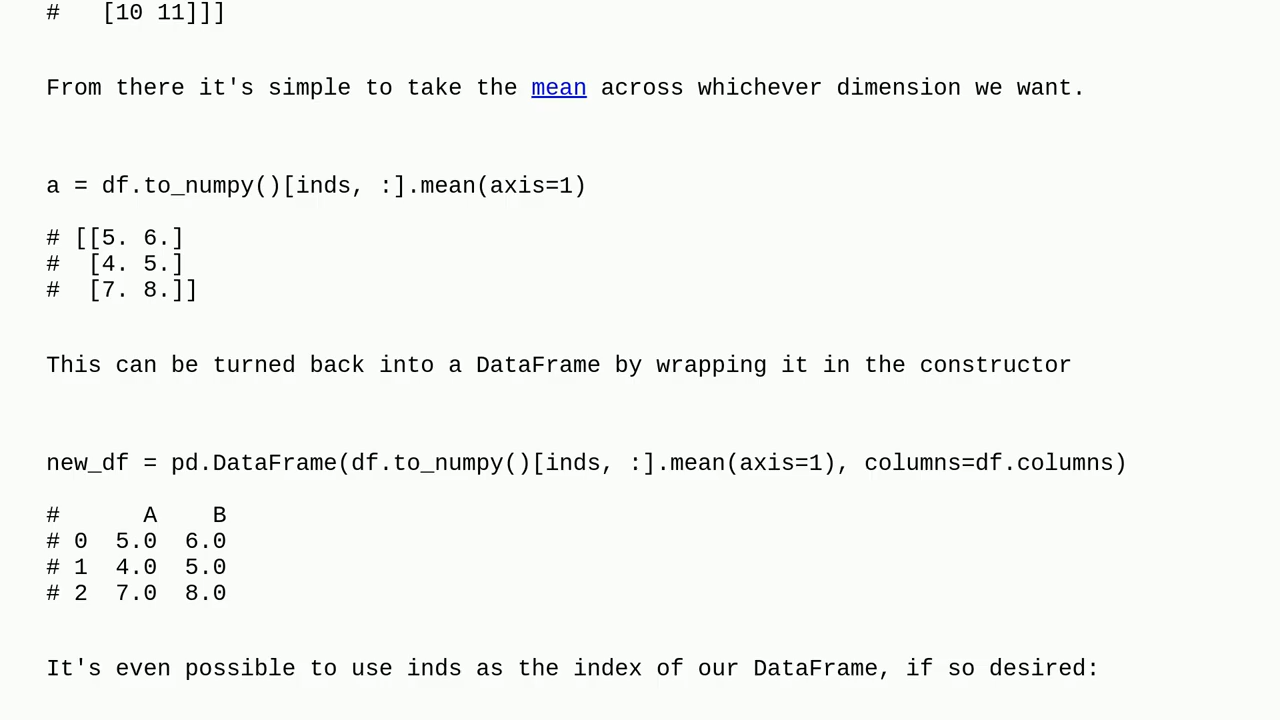 #   [10 11]]]
From there it's simple to take the mean across whichever dimension we want.
a = df.to_numpy()[inds, :].mean(axis=1)
# [[5. 6.]
#  [4. 5.]
#  [7. 8.]]
This can be turned back into a DataFrame by wrapping it in the constructor
new_df = pd.DataFrame(df.to_numpy()[inds, :].mean(axis=1), columns=df.columns)
#      A    B
# 0  5.0  6.0
# 1  4.0  5.0
# 2  7.0  8.0
It's even possible to use inds as the index of our DataFrame, if so desired: